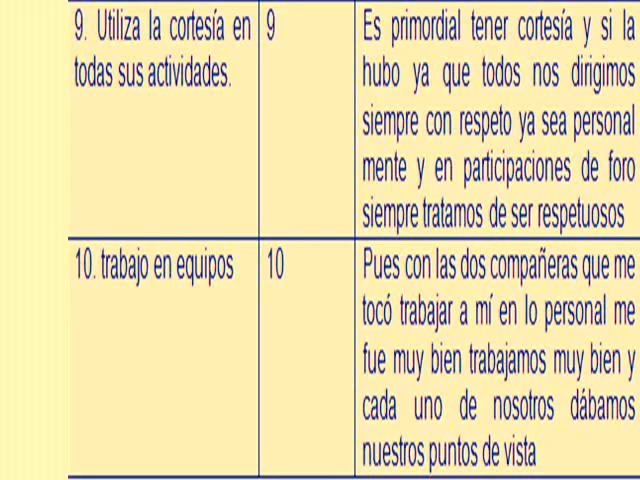 9. Utiliza la cortesía en
todas sus actividades.
9
Es primordial tener cortesía y si la
hubo ya que todos nos dirigimos
siempre con respeto ya sea personal
mente y en participaciones de foro
siempre tratamos de ser respetuosos
10. trabajo en equipos
10
Pues con las dos compañeras que me
tocó trabajar a mí en lo personal me
fue muy bien trabajamos muy bien y
cada uno de nosotros dábamos
nuestros puntos de vista